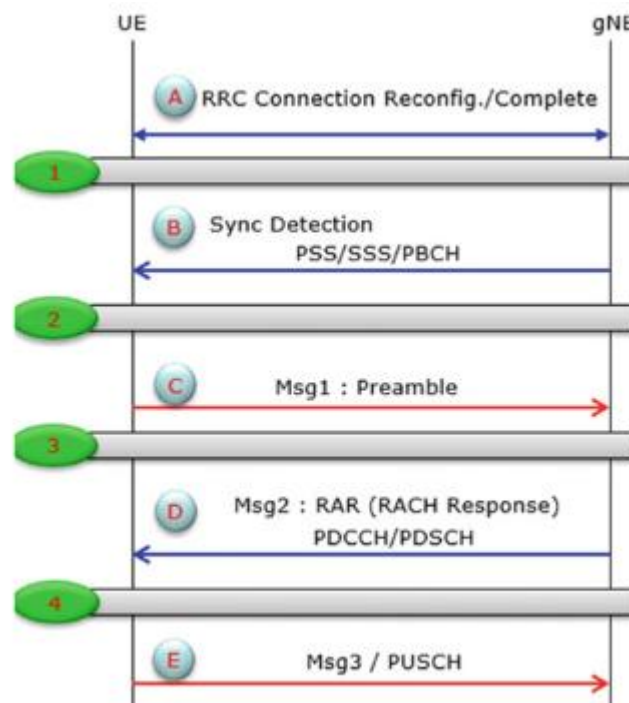 UE gNB
A RRC Connection Reconfig./Complete
1
B Sync Detection
PSS/SSS/PBCH
2
C Msg1 : Preamble
3
D Msg2 : RAR (RACH Response)
PDCCH/PDSCH
4
E Msg3 / PUSCH